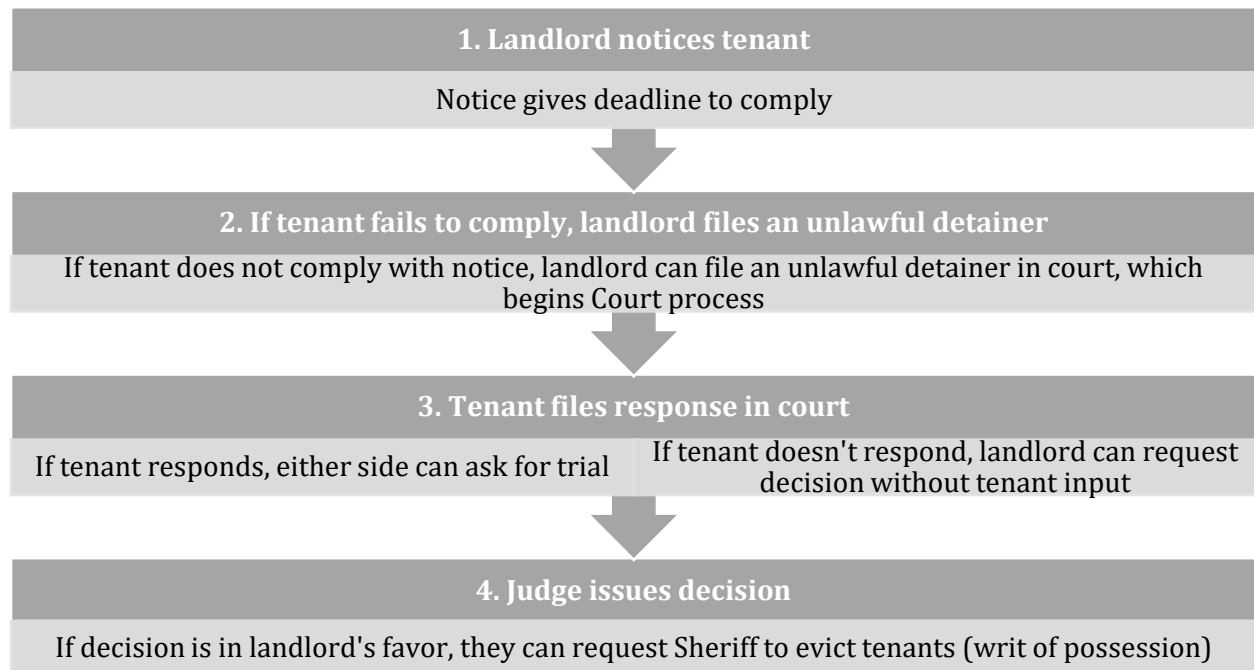 1. Landlord notices tenant
Notice gives deadline to comply
2. If tenant fails to comply, landlord files an unlawful detainer
If tenant does not comply with notice, landlord can file an unlawful detainer in court, which
begins Court process
3. Tenant files response in court
If tenant responds, either side can ask for trial
If tenant doesn't respond, landlord can request
decision without tenant input
4. Judge issues decision
If decision is in landlord's favor, they can request Sheriff to evict tenants (writ of possession)